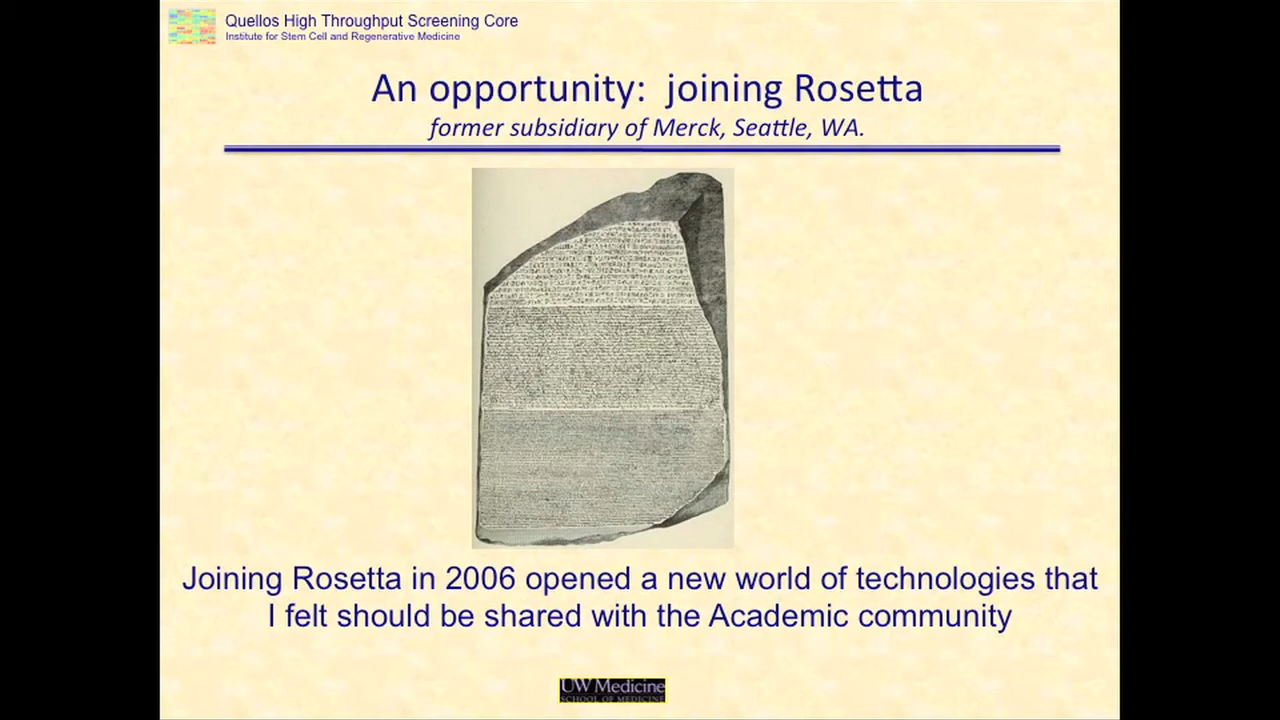 Quellos High Throughput Screening Core
Institute for Stem Cell and Regenerative Medicine
An opportunity: joining Rosetta
former subsidiary of Merck, Seattle, WA.
Joining Rosetta in 2006 opened a new world of technologies that
I felt should be shared with the Academic community
UW Medicine
SCHOOL OF MEDICINE